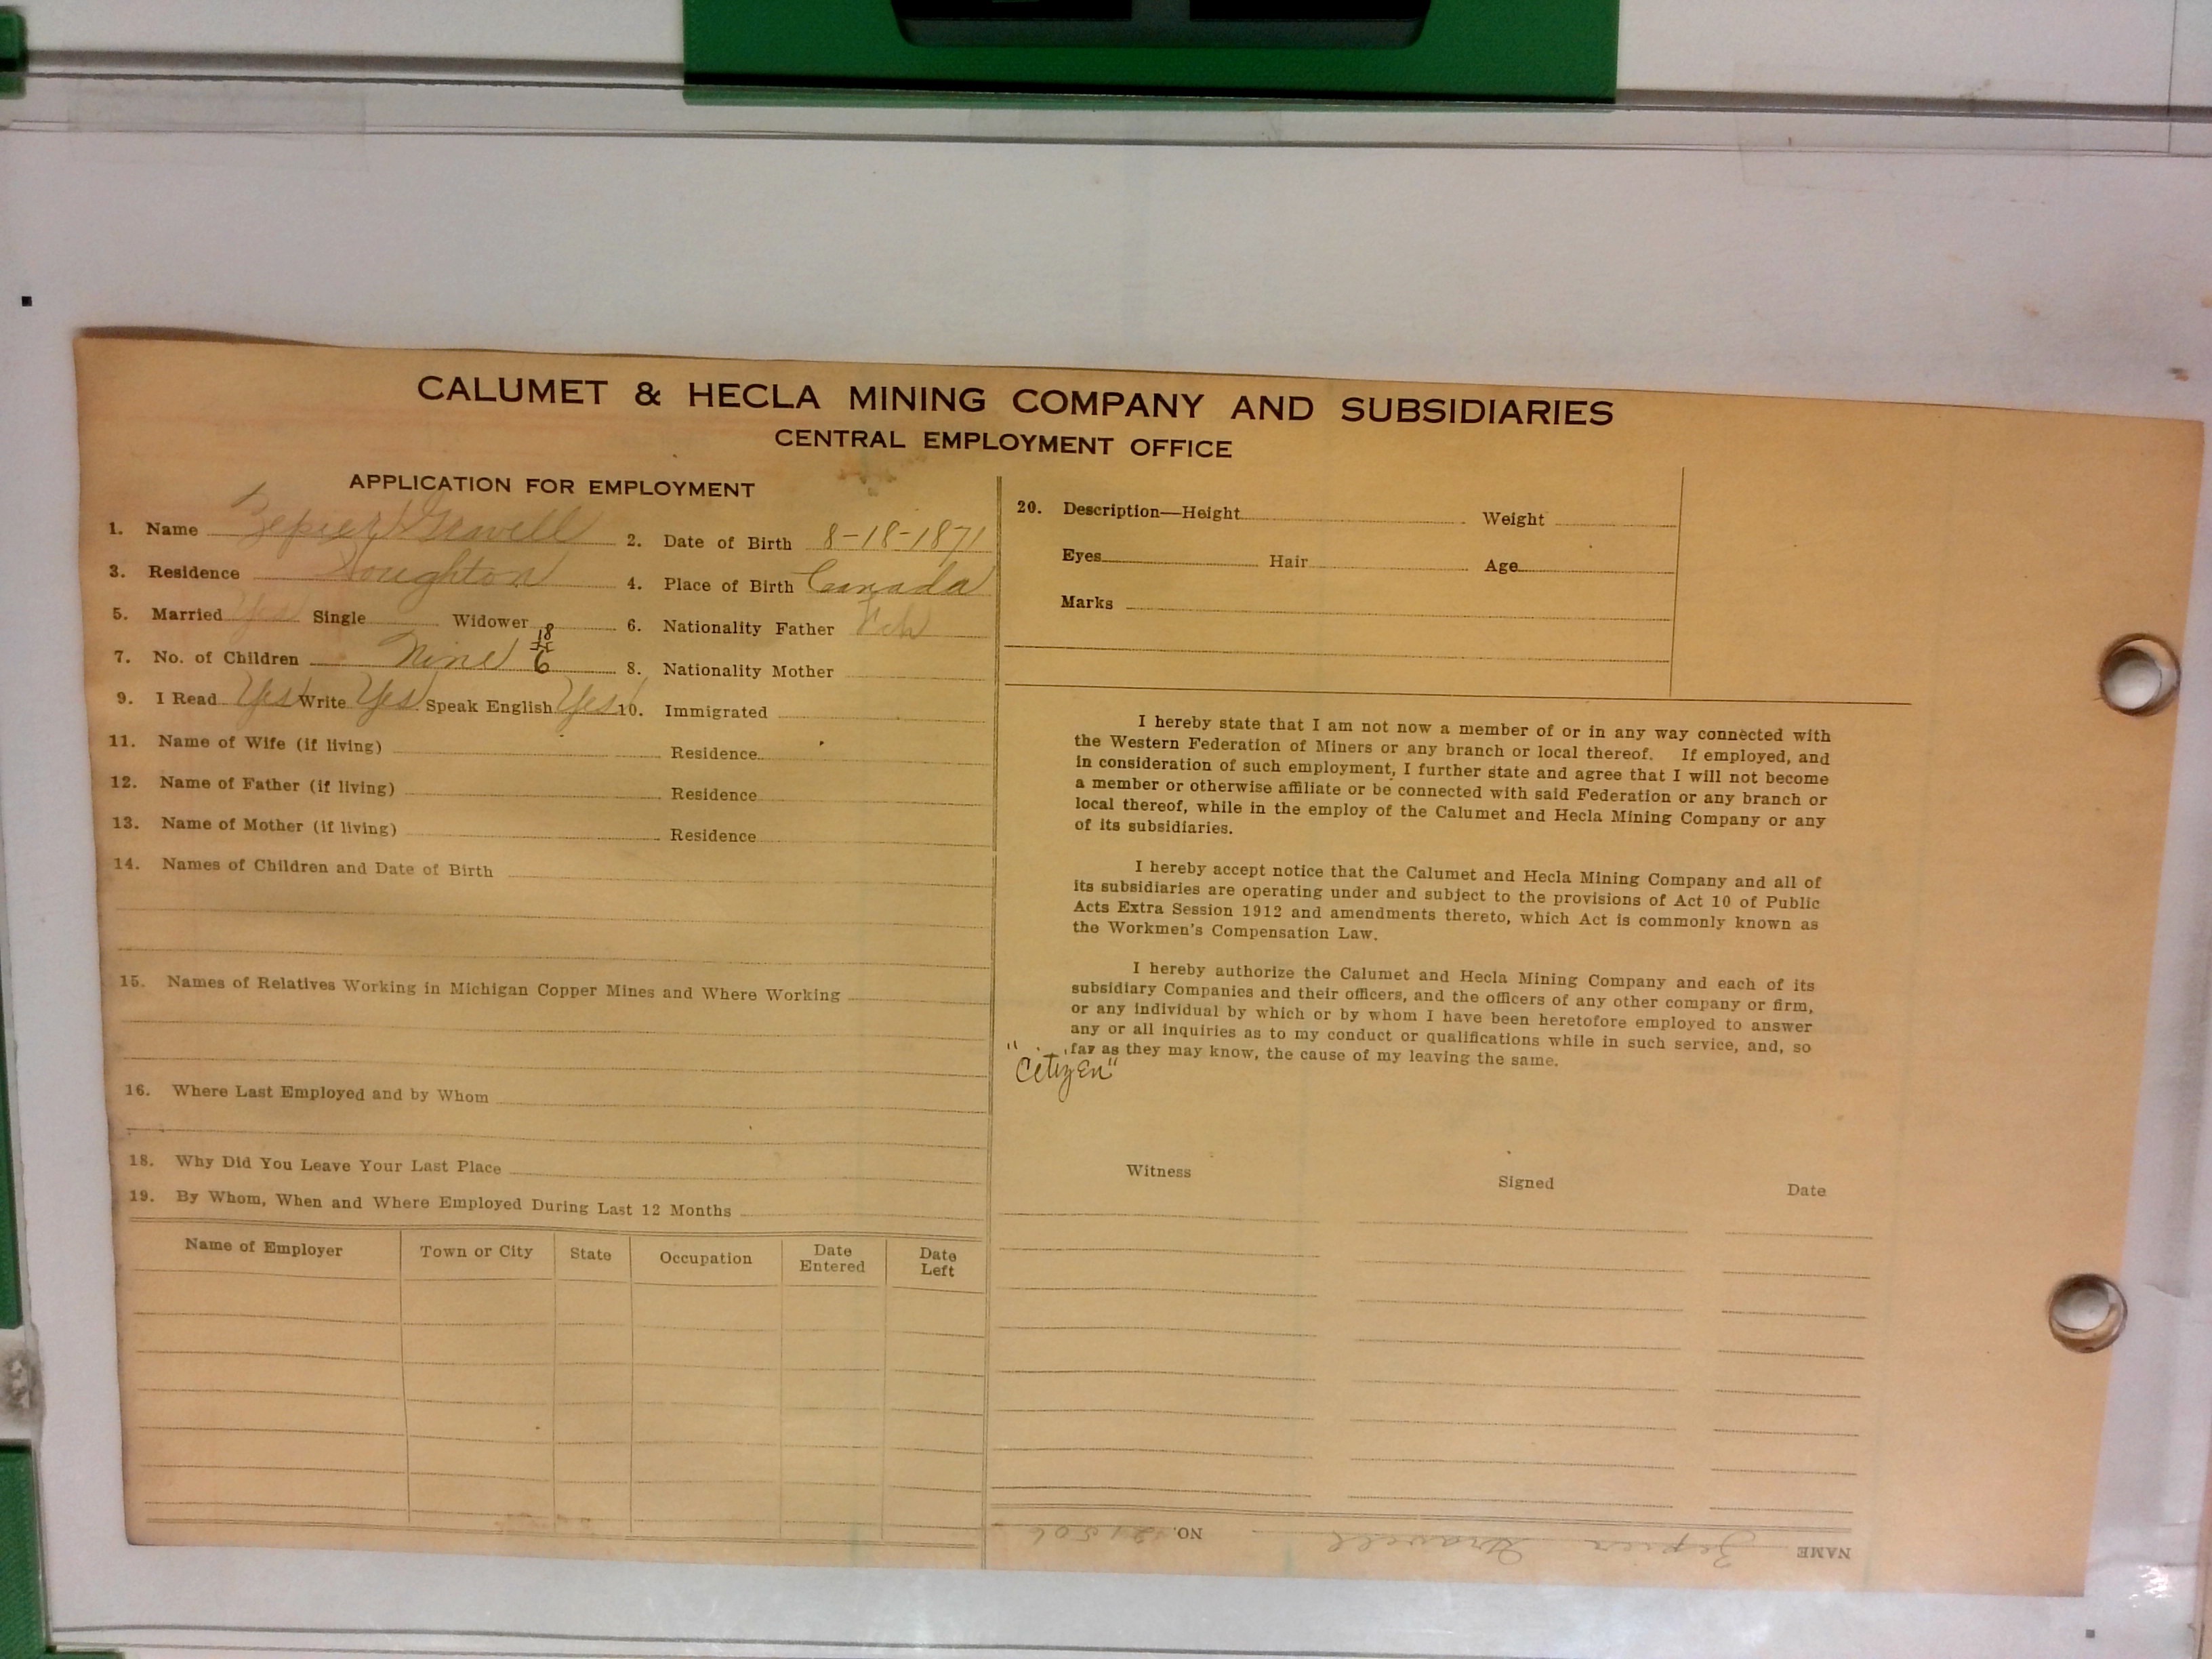 CALUMET & HECLA MINING COMPANY AND SUBSIDIARIES
CENTRAL EMPLOYMENT OFFICE
APPLICATION FOR EMPLOYMENT
1. Name Zepier Gravell 2. Date of Birth 8-18-1871
3. Residence Houghton 4. Place of Birth Canada
5. Married Yes Single Widower 6. Nationality Father Fch
7. No. of Children Nine 18 6 8. Nationality Mother
9. I Read Yes Write Yes Speak English Yes 10. Immigrated
11. Name of Wife (if living) Residence
12. Name of Father (if living) Residence
13. Name of Mother (if living) Residence
14. Names of Children and Date of Birth
15. Names of Relatives Working in Michigan Copper Mines and Where Working
16. Where Last Employed and by Whom
18. Why Did You Leave Your Last Place
19. By Whom, When and Where Employed During Last 12 Months
Name of Employer Town or City State Occupation Date Entered Date Left
20. Description—Height Weight
Eyes Hair Age
Marks
I hereby state that I am not now a member of or in any way connected with
the Western Federation of Miners or any branch or local thereof. If employed, and
in consideration of such employment, I further state and agree that I will not become
a member or otherwise affiliate or be connected with said Federation or any branch or
local thereof, while in the employ of the Calumet and Hecla Mining Company or any
of its subsidiaries.
I hereby accept notice that the Calumet and Hecla Mining Company and all of
its subsidiaries are operating under and subject to the provisions of Act 10 of Public
Acts Extra Session 1912 and amendments thereto, which Act is commonly known as
the Workmen's Compensation Law.
I hereby authorize the Calumet and Hecla Mining Company and each of its
subsidiary Companies and their officers, and the officers of any other company or firm,
or any individual by which or by whom I have been heretofore employed to answer
any or all inquiries as to my conduct or qualifications while in such service, and, so
far as they may know, the cause of my leaving the same.
"Citizen"
Witness Signed Date
NAME Zepier Gravell NO. 21506